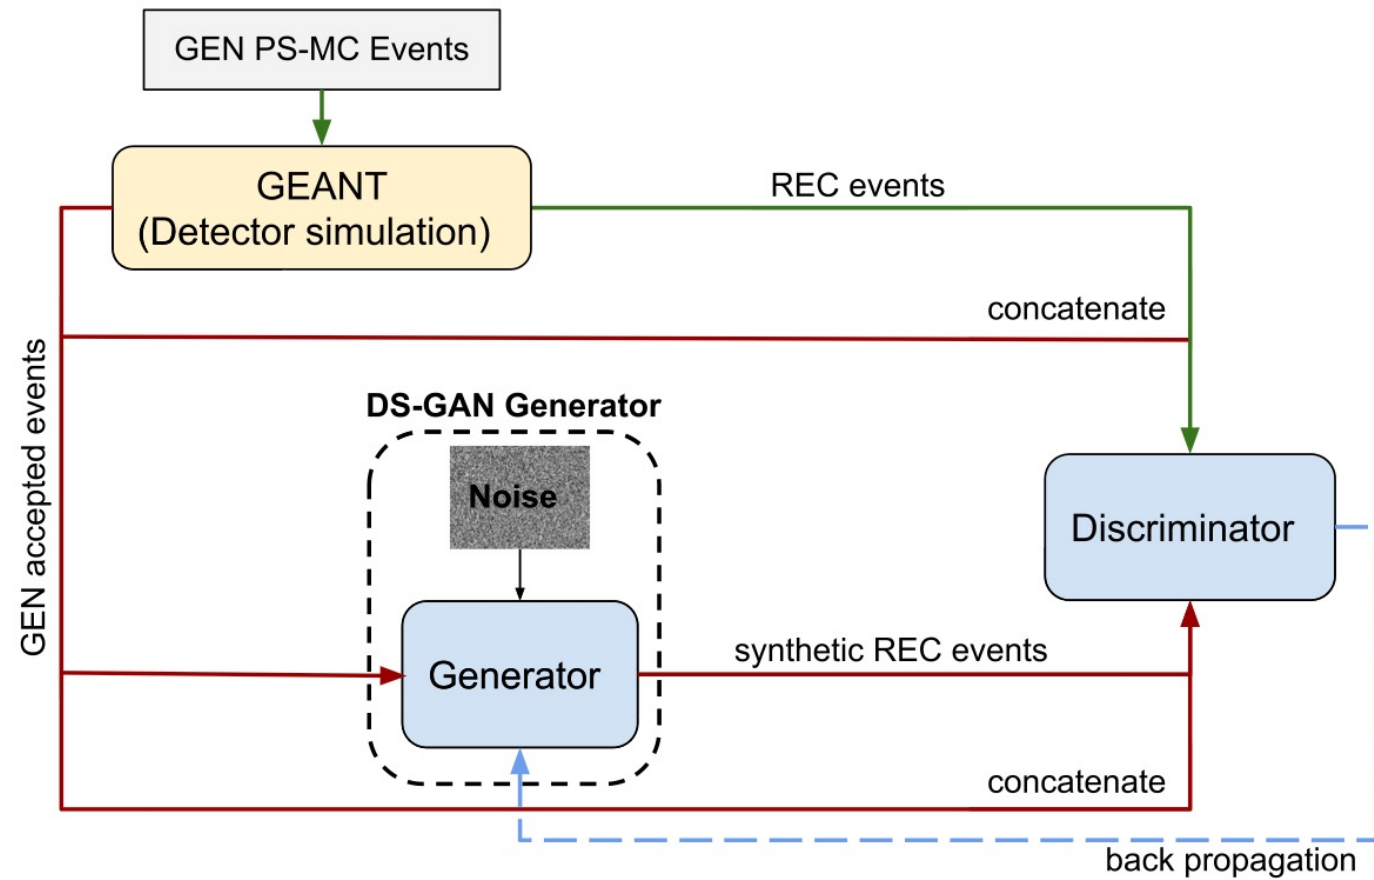 GEN PS-MC Events
GEANT
(Detector simulation)
REC events
concatenate
GEN accepted events
DS-GAN Generator
Noise
Discriminator
Generator
synthetic REC events
concatenate
back propagation